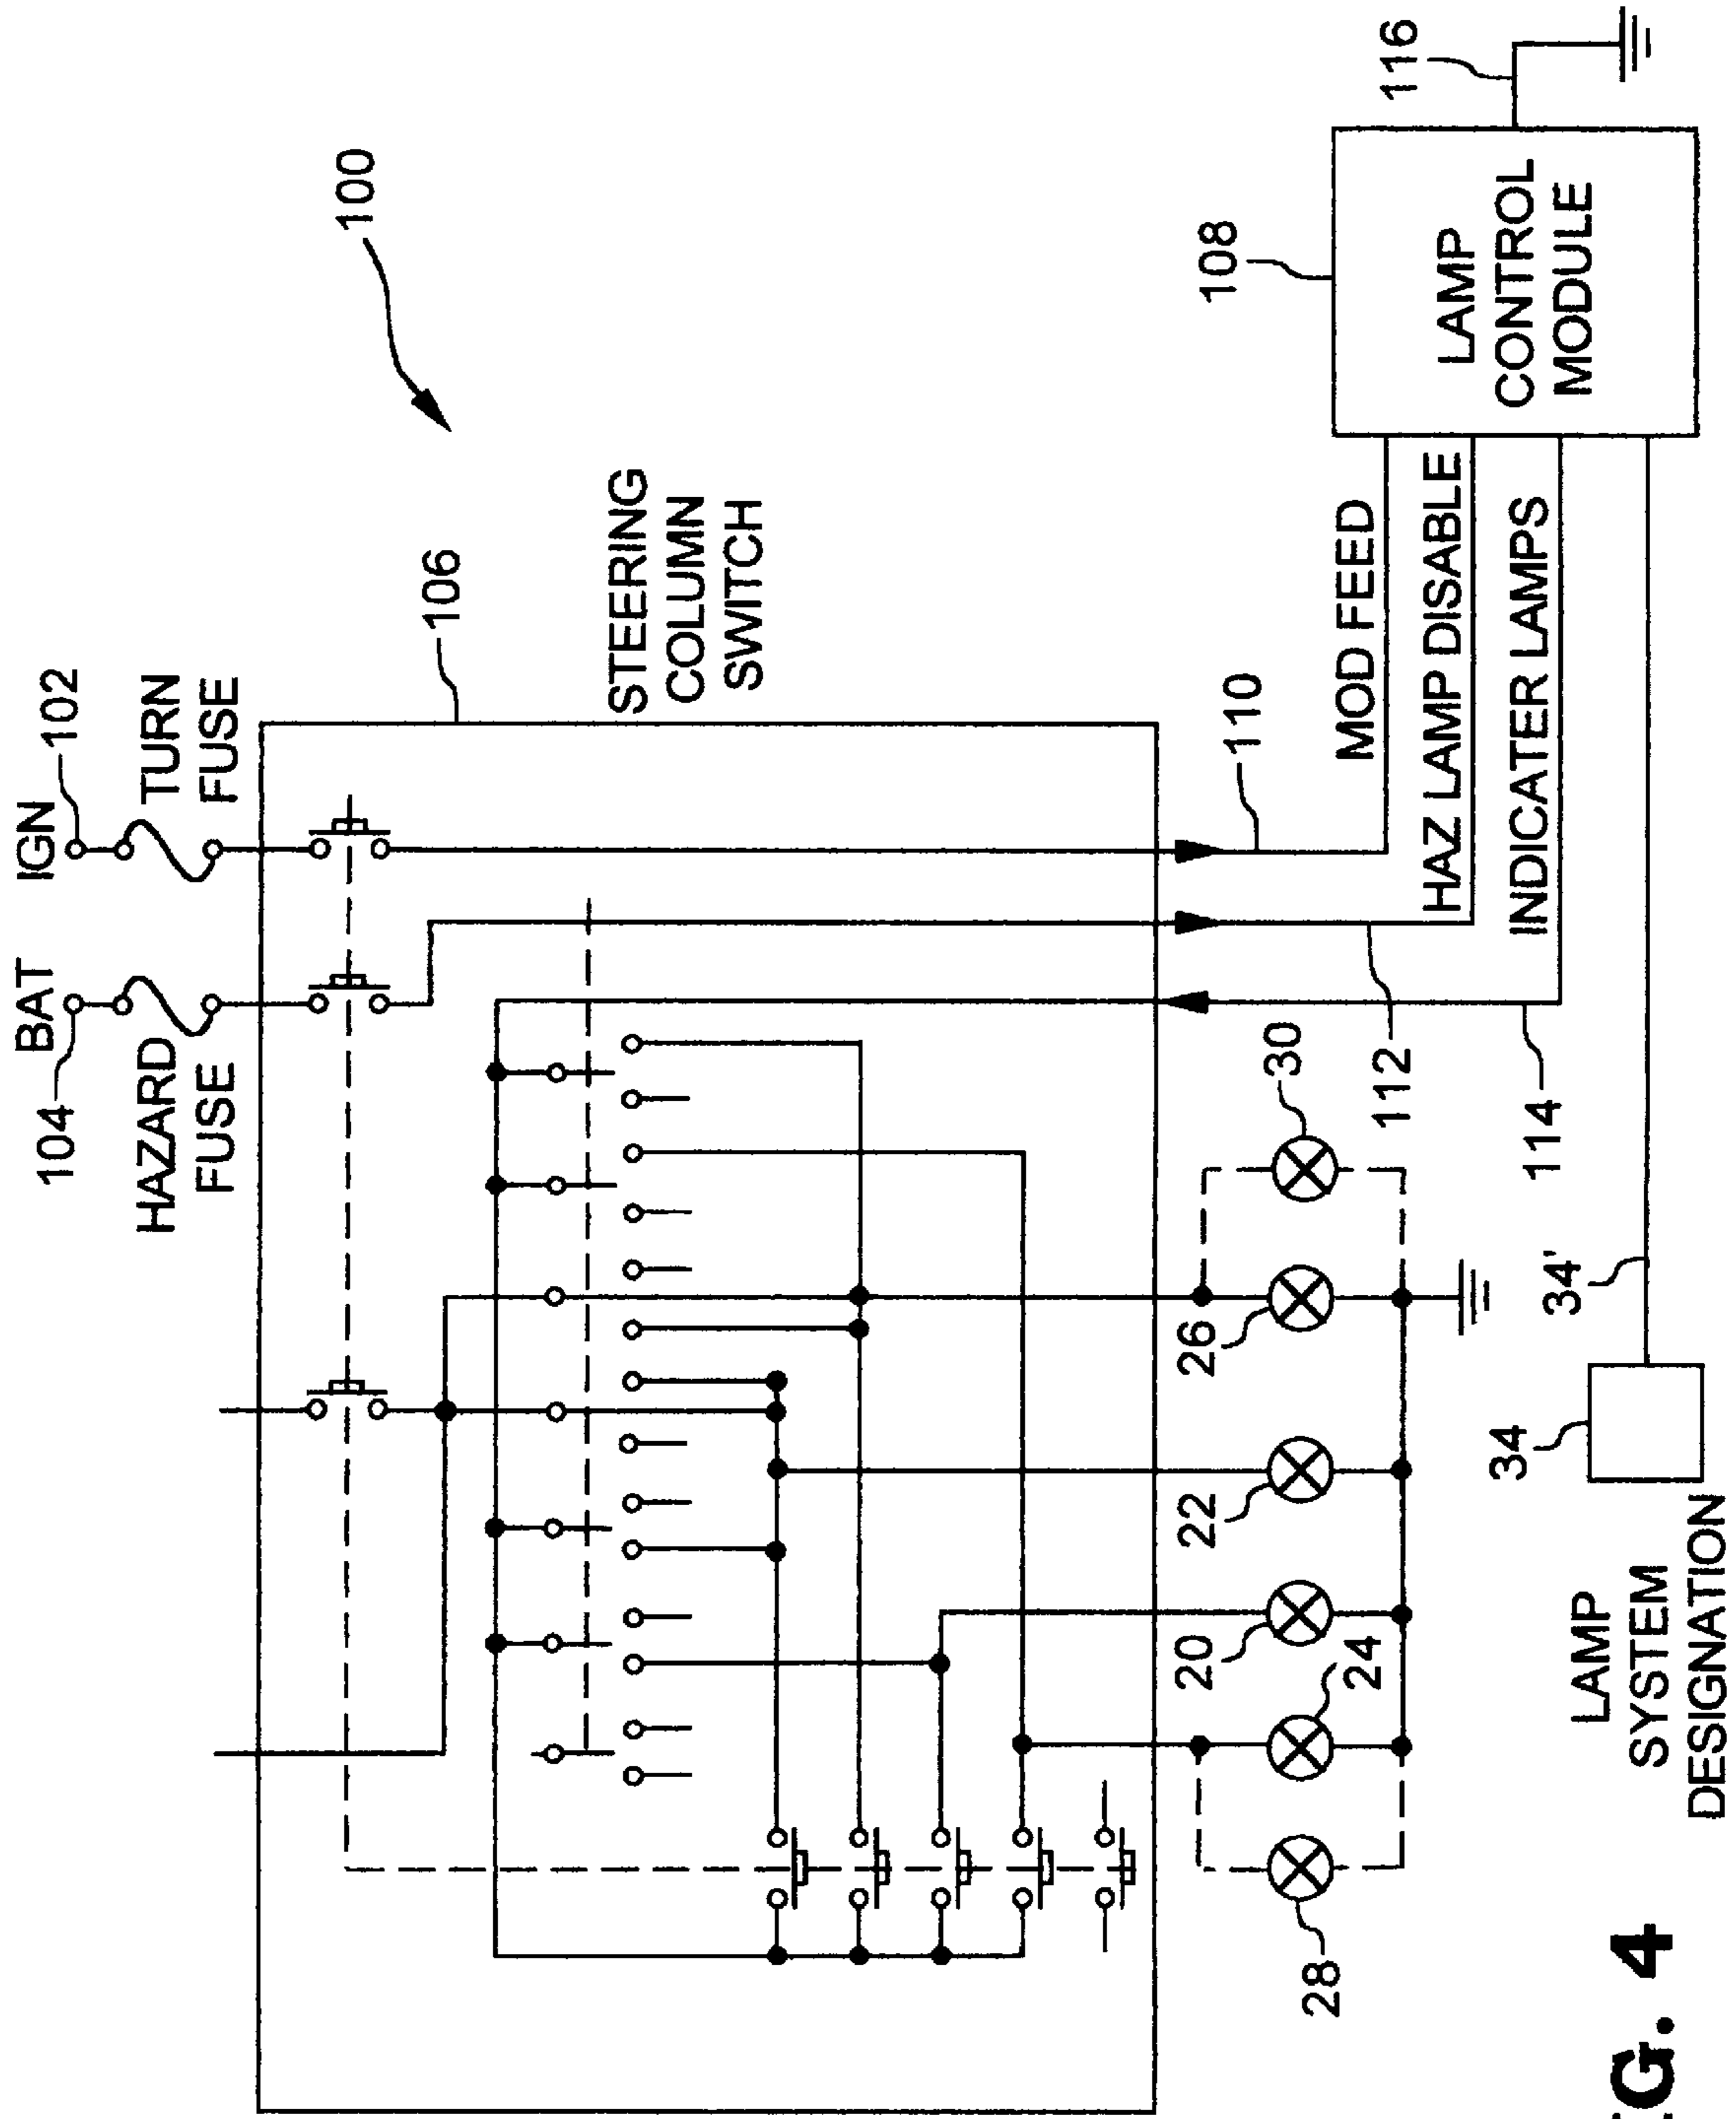 IGN
102
TURN
FUSE
BAT
104
HAZARD
FUSE
100
106
STEERING
COLUMN
SWITCH
108
LAMP
CONTROL
MODULE
116
110
MOD FEED
HAZ LAMP DISABLE
INDICATER LAMPS
112
114
30
26
22
20
24
28
34
34'
LAMP
SYSTEM
DESIGNATION
G. 4